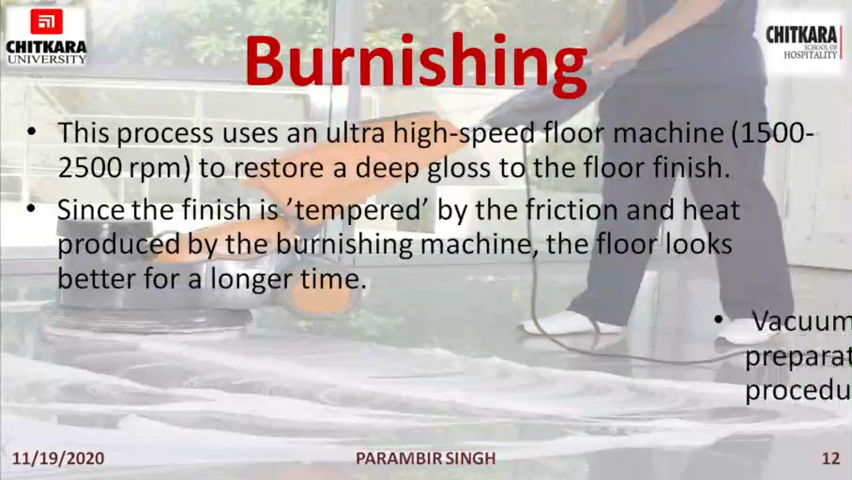 CHITKARA
UNIVERSITY
CHITKARA
SCHOOL OF
HOSPITALITY
Burnishing
• This process uses an ultra high-speed floor machine (1500-
2500 rpm) to restore a deep gloss to the floor finish.
• Since the finish is ’tempered’ by the friction and heat
produced by the burnishing machine, the floor looks
better for a longer time.
• Vacuum
preparat
procedu
11/19/2020
PARAMBIR SINGH
12